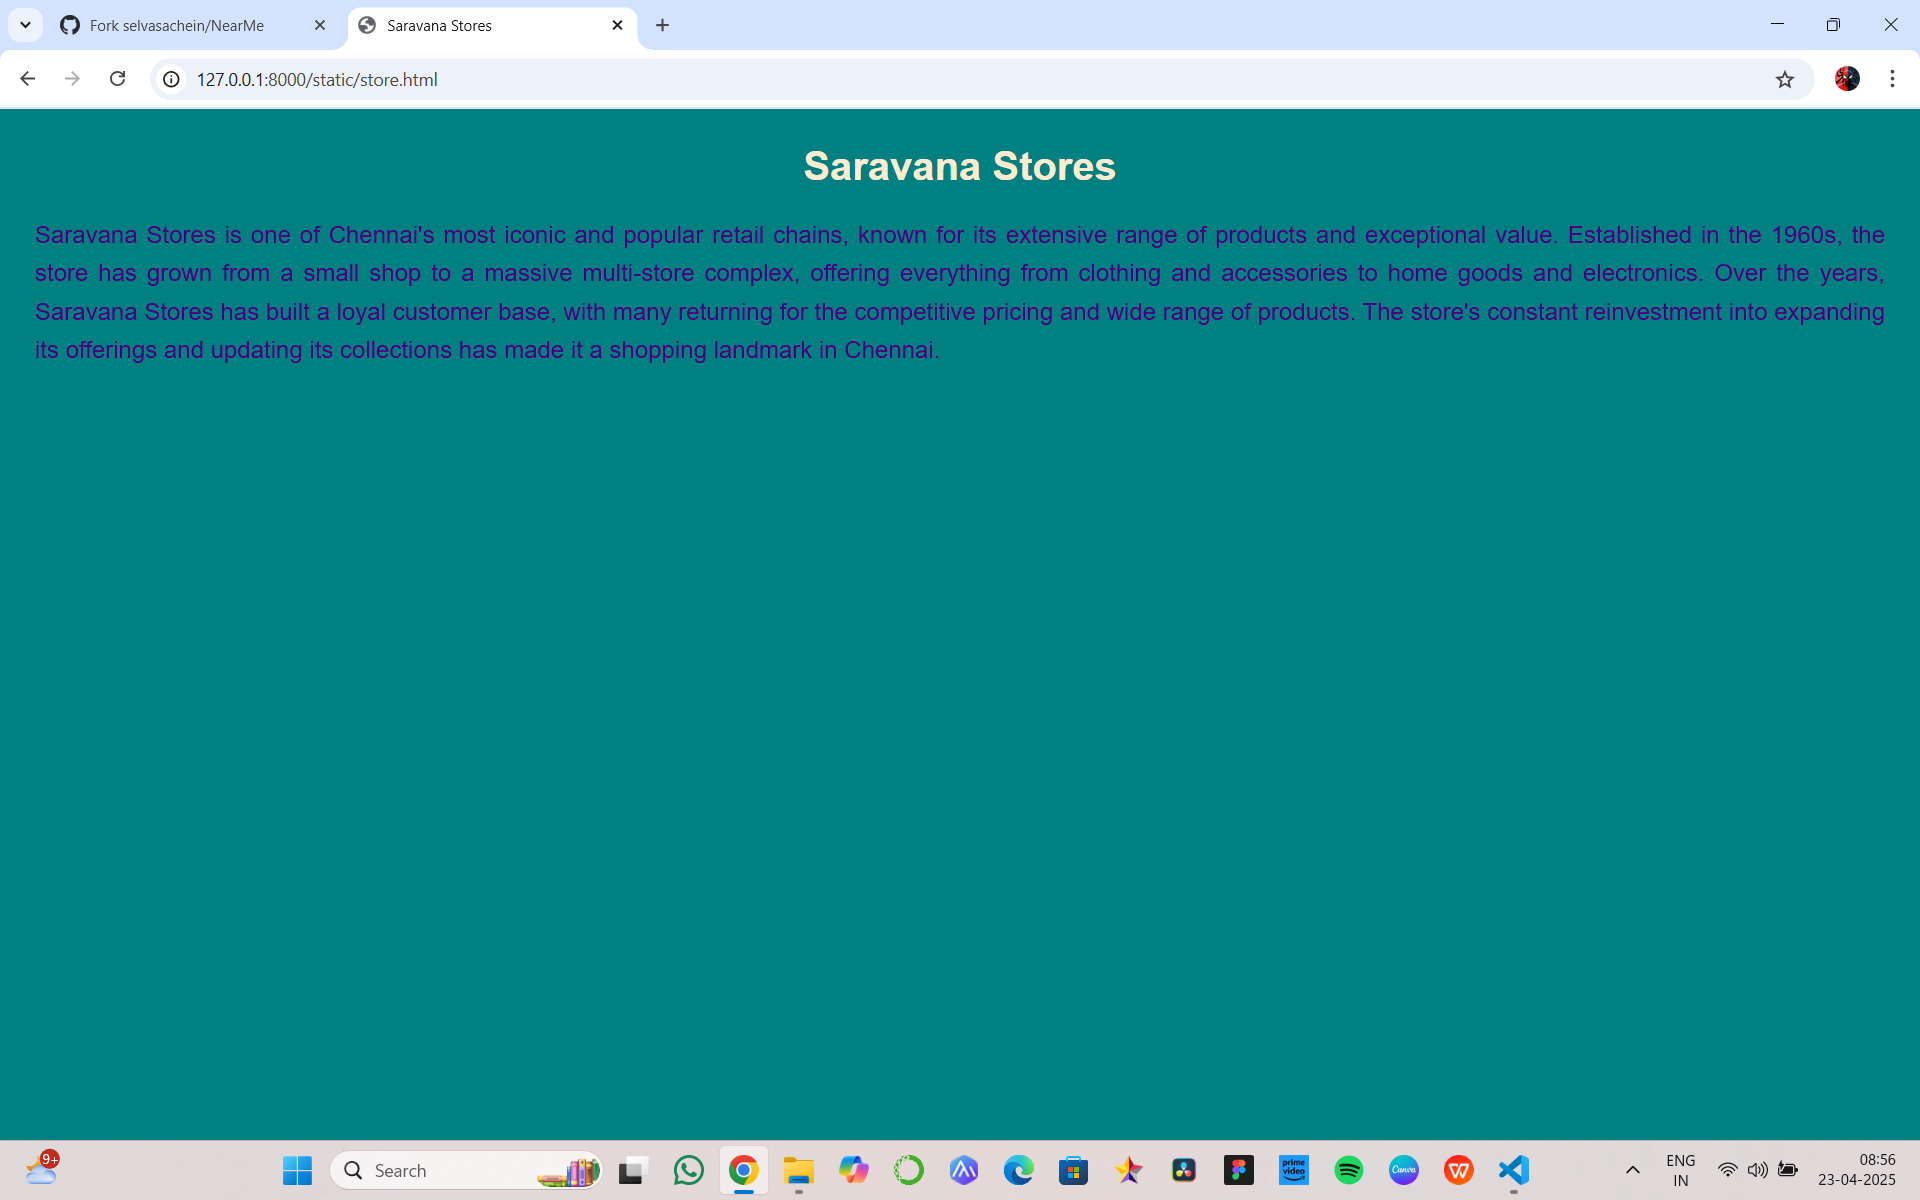 Fork selvasachein/NearMe
Saravana Stores
127.0.0.1:8000/static/store.html
Saravana Stores
Saravana Stores is one of Chennai's most iconic and popular retail chains, known for its extensive range of products and exceptional value. Established in the 1960s, the
store has grown from a small shop to a massive multi-store complex, offering everything from clothing and accessories to home goods and electronics. Over the years,
Saravana Stores has built a loyal customer base, with many returning for the competitive pricing and wide range of products. The store's constant reinvestment into expanding
its offerings and updating its collections has made it a shopping landmark in Chennai.
9+
Search
prime
video
Canva
ENG
IN
08:56
23-04-2025